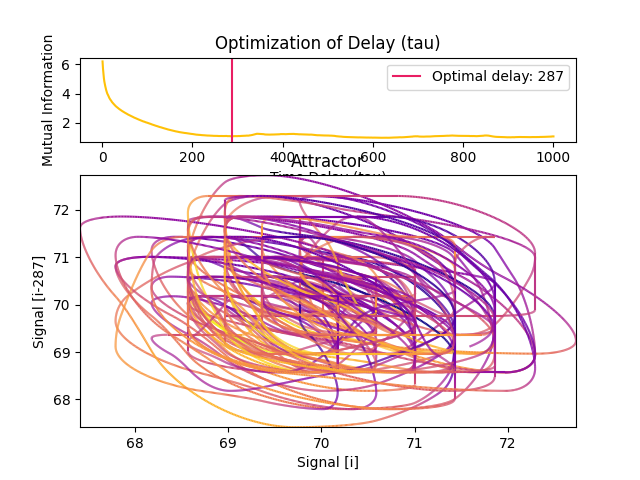 Optimization of Delay (tau)
Mutual Information
6
4
2
Optimal delay: 287
0 200 400 600 800 1000
Time Delay (tau)
Attractor
Signal [i-287]
72
71
70
69
68
68 69 70 71 72
Signal [i]